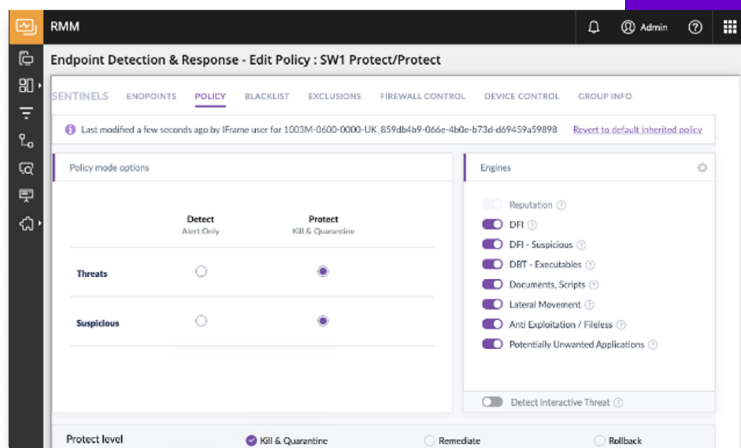 RMM
Admin
Endpoint Detection & Response - Edit Policy : SW1 Protect/Protect
SENTINELS ENDPOINTS POLICY BLACKLIST EXCLUSIONS FIREWALL CONTROL DEVICE CONTROL GROUP INFO
Last modified a few seconds ago by IFrame user for 1003M-0600-0000-UK_859db4b9-066e-4b0e-b73d-d69459a59898 Revert to default inherited policy
Policy mode options
Detect
Alert Only
Protect
Kill & Quarantine
Threats
Suspicious
Engines
Reputation
DFI
DFI - Suspicious
DBT - Executables
Documents, Scripts
Lateral Movement
Anti Exploitation / Fileless
Potentially Unwanted Applications
Detect Interactive Threat
Protect level Kill & Quarantine Remediate Rollback